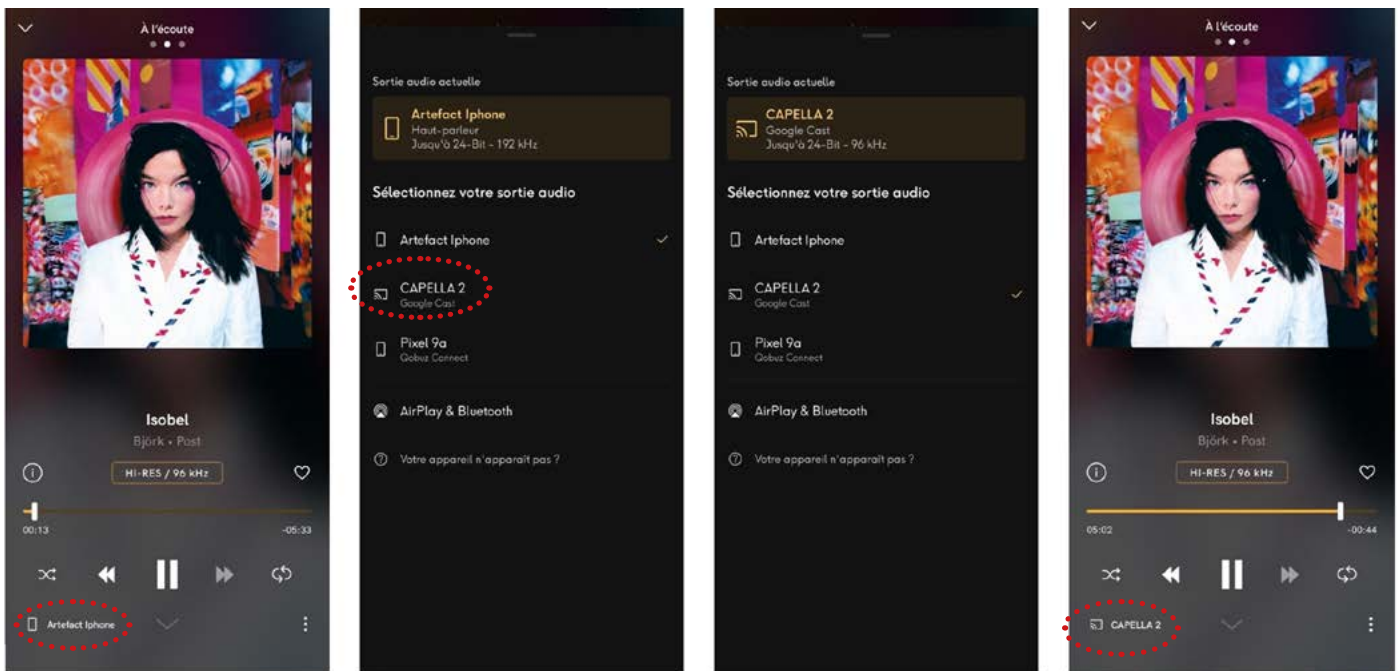 À l'écoute
Isobel
Björk • Post
HI-RES / 96 kHz
00:13
-05:33
Artefact Iphone
Sortie audio actuelle
Artefact Iphone
Haut-parleur
Jusqu'à 24-Bit - 192 kHz
Sélectionnez votre sortie audio
Artefact Iphone
CAPELLA 2
Google Cast
Pixel 9a
Qobuz Connect
AirPlay & Bluetooth
Votre appareil n'apparaît pas ?
Sortie audio actuelle
CAPELLA 2
Google Cast
Jusqu'à 24-Bit - 96 kHz
Sélectionnez votre sortie audio
Artefact Iphone
CAPELLA 2
Google Cast
Pixel 9a
Qobuz Connect
AirPlay & Bluetooth
Votre appareil n'apparaît pas ?
À l'écoute
Isobel
Björk • Post
HI-RES / 96 kHz
05:02
-00:44
CAPELLA 2